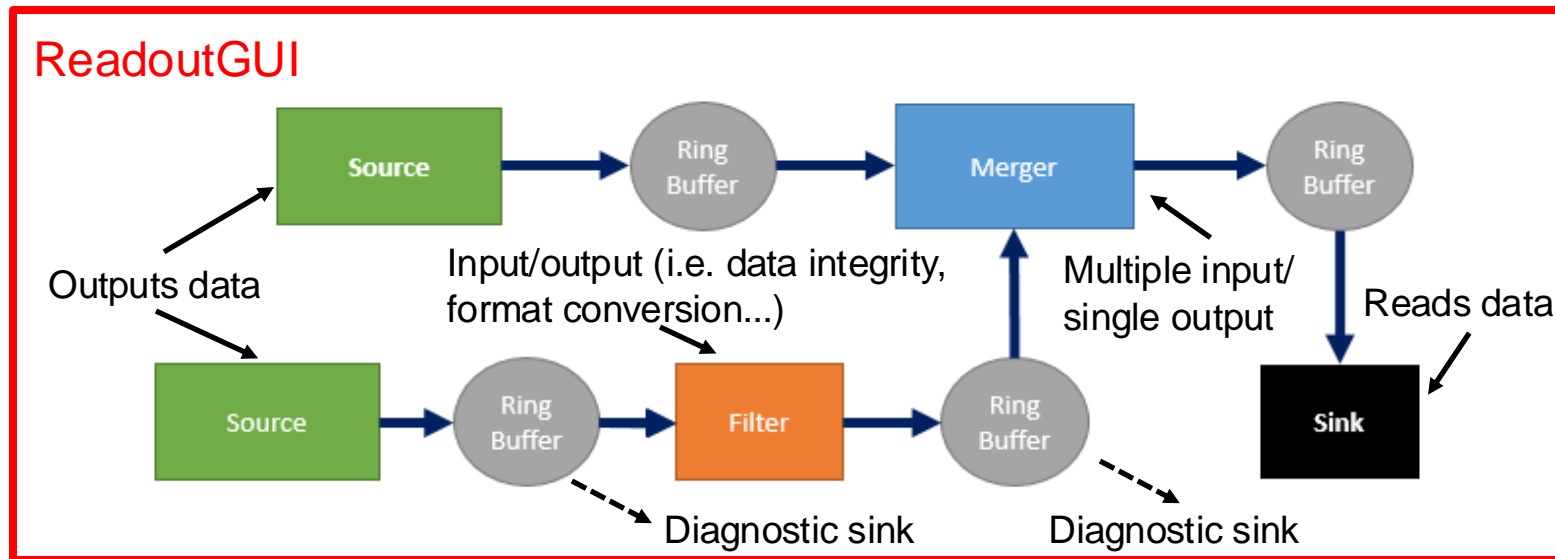 ReadoutGUI
Source
Ring
Buffer
Merger
Ring
Buffer
Outputs data
Input/output (i.e. data integrity,
format conversion...)
Multiple input/
single output
Reads data
Source
Ring
Buffer
Filter
Ring
Buffer
Sink
Diagnostic sink
Diagnostic sink